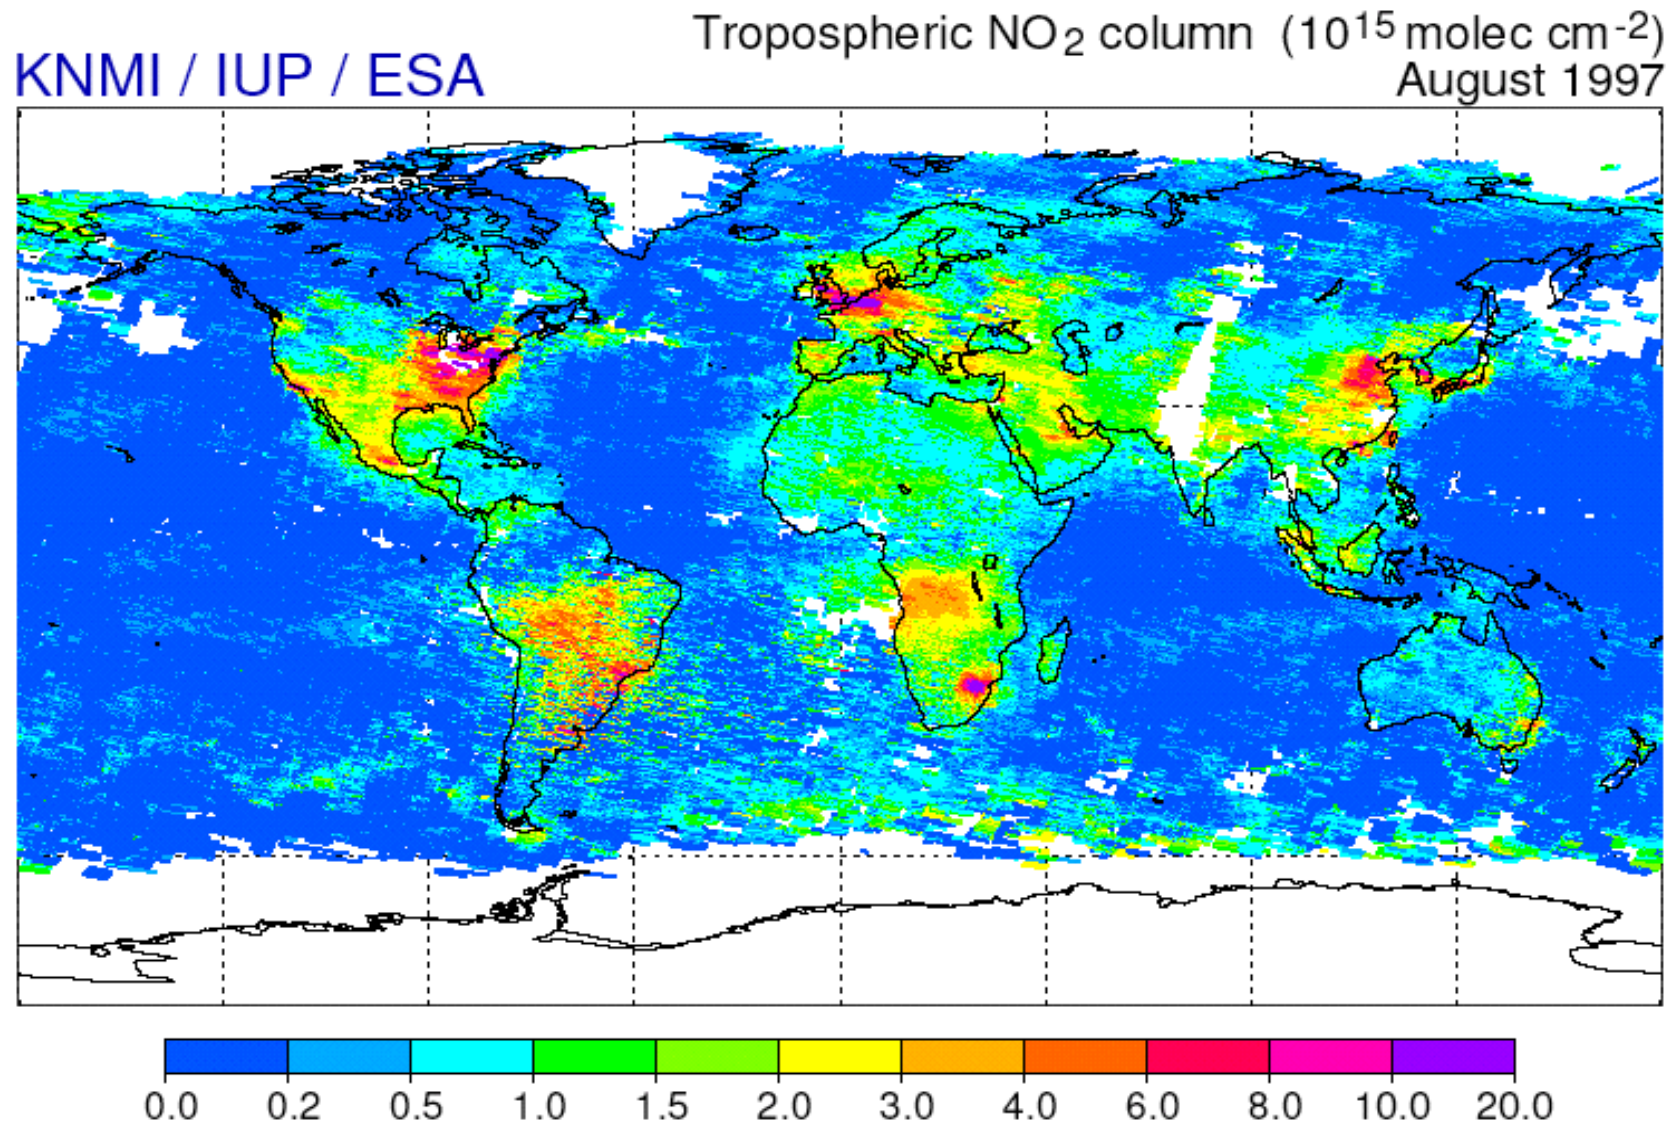 Tropospheric NO2 column (10^15 molec cm^-2)
KNMI / IUP / ESA
August 1997
0.0 0.2 0.5 1.0 1.5 2.0 3.0 4.0 6.0 8.0 10.0 20.0